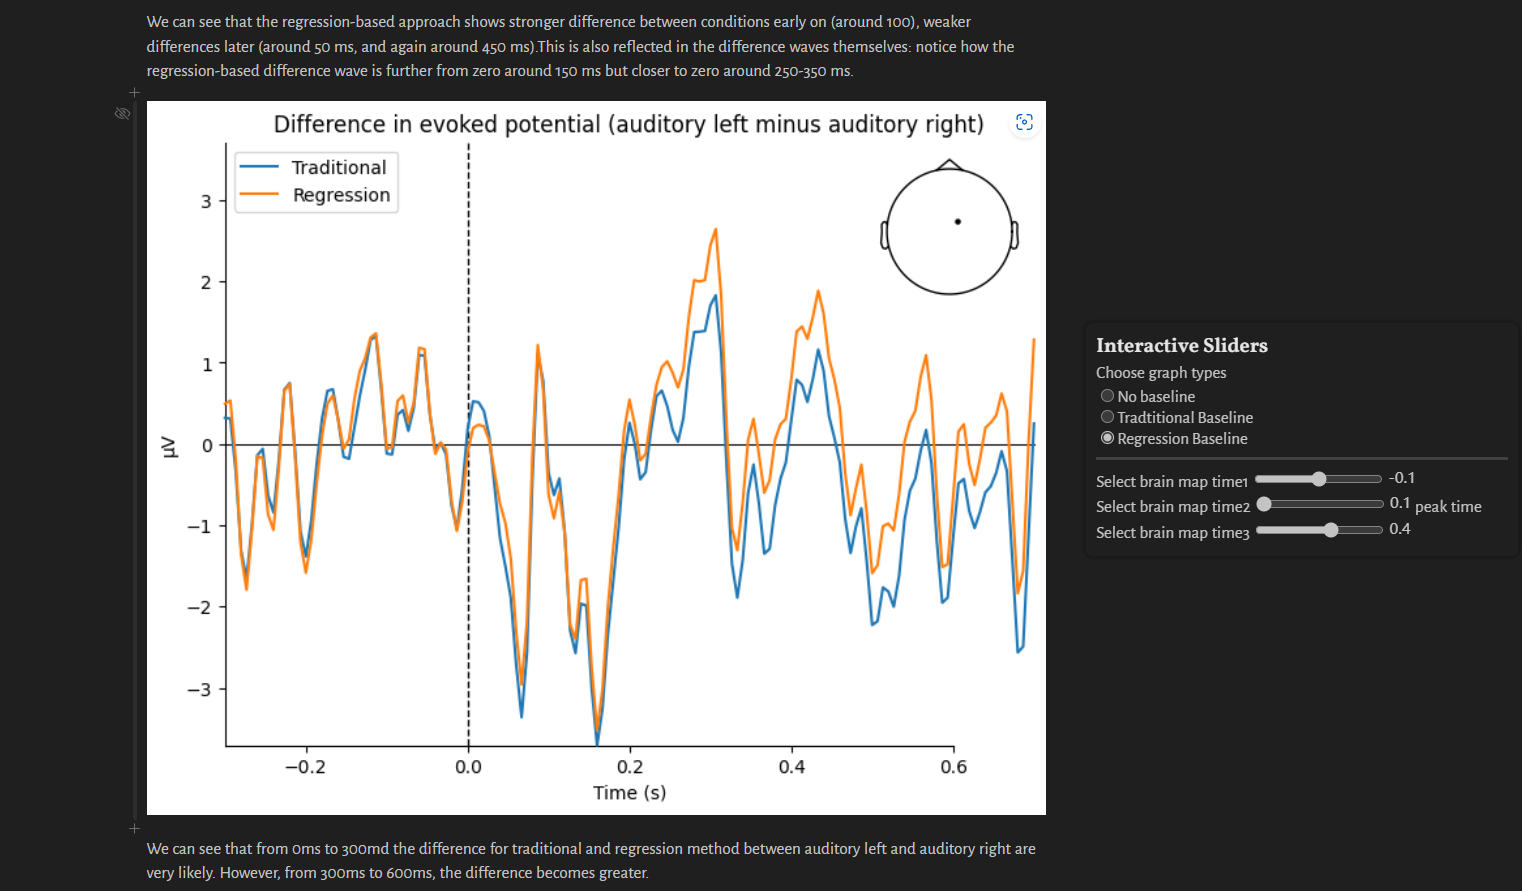 We can see that the regression-based approach shows stronger difference between conditions early on (around 100), weaker
differences later (around 50 ms, and again around 450 ms).This is also reflected in the difference waves themselves: notice how the
regression-based difference wave is further from zero around 150 ms but closer to zero around 250-350 ms.
Difference in evoked potential (auditory left minus auditory right)
Traditional
Regression
3
2
1
0
−1
−2
−3
µV
−0.2
0.0
0.2
0.4
0.6
Time (s)
Interactive Sliders
Choose graph types
No baseline
Tradtitional Baseline
Regression Baseline
Select brain map time1 -0.1
Select brain map time2 0.1 peak time
Select brain map time3 0.4
We can see that from 0ms to 300md the difference for traditional and regression method between auditory left and auditory right are
very likely. However, from 300ms to 600ms, the difference becomes greater.